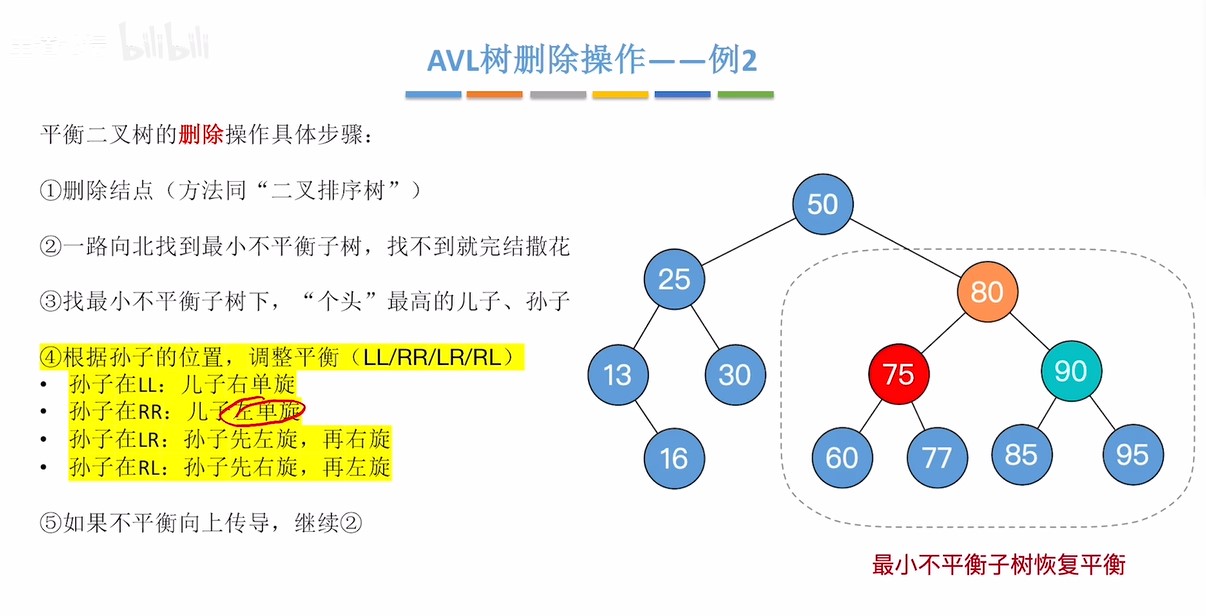 bilibili
AVL树删除操作——例2
平衡二叉树的删除操作具体步骤：
①删除结点（方法同“二叉排序树”）
②一路向北找到最小不平衡子树，找不到就完结撒花
③找最小不平衡子树下，“个头”最高的儿子、孙子
④根据孙子的位置，调整平衡（LL/RR/LR/RL）
• 孙子在LL：儿子右单旋
• 孙子在RR：儿子左单旋
• 孙子在LR：孙子先左旋，再右旋
• 孙子在RL：孙子先右旋，再左旋
⑤如果不平衡向上传导，继续②
50
25
80
13
30
75
90
16
60
77
85
95
最小不平衡子树恢复平衡